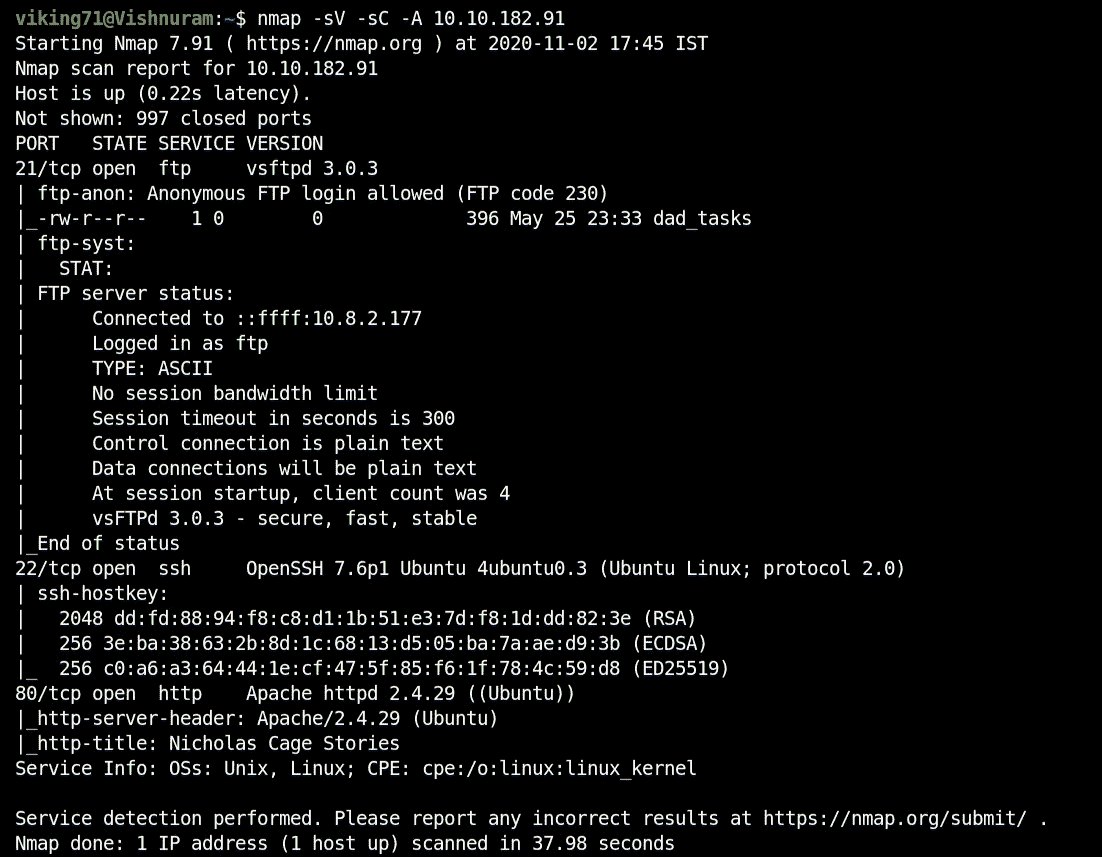 viking71@Vishnuram:~$ nmap -sV -sC -A 10.10.182.91
Starting Nmap 7.91 ( https://nmap.org ) at 2020-11-02 17:45 IST
Nmap scan report for 10.10.182.91
Host is up (0.22s latency).
Not shown: 997 closed ports
PORT   STATE SERVICE VERSION
21/tcp open  ftp     vsftpd 3.0.3
| ftp-anon: Anonymous FTP login allowed (FTP code 230)
|_-rw-r--r--    1 0        0             396 May 25 23:33 dad_tasks
| ftp-syst:
|   STAT:
| FTP server status:
|      Connected to ::ffff:10.8.2.177
|      Logged in as ftp
|      TYPE: ASCII
|      No session bandwidth limit
|      Session timeout in seconds is 300
|      Control connection is plain text
|      Data connections will be plain text
|      At session startup, client count was 4
|      vsFTPd 3.0.3 - secure, fast, stable
|_End of status
22/tcp open  ssh     OpenSSH 7.6p1 Ubuntu 4ubuntu0.3 (Ubuntu Linux; protocol 2.0)
| ssh-hostkey:
|   2048 dd:fd:88:94:f8:c8:d1:1b:51:e3:7d:f8:1d:dd:82:3e (RSA)
|   256 3e:ba:38:63:2b:8d:1c:68:13:d5:05:ba:7a:ae:d9:3b (ECDSA)
|_  256 c0:a6:a3:64:44:1e:cf:47:5f:85:f6:1f:78:4c:59:d8 (ED25519)
80/tcp open  http    Apache httpd 2.4.29 ((Ubuntu))
|_http-server-header: Apache/2.4.29 (Ubuntu)
|_http-title: Nicholas Cage Stories
Service Info: OSs: Unix, Linux; CPE: cpe:/o:linux:linux_kernel

Service detection performed. Please report any incorrect results at https://nmap.org/submit/ .
Nmap done: 1 IP address (1 host up) scanned in 37.98 seconds